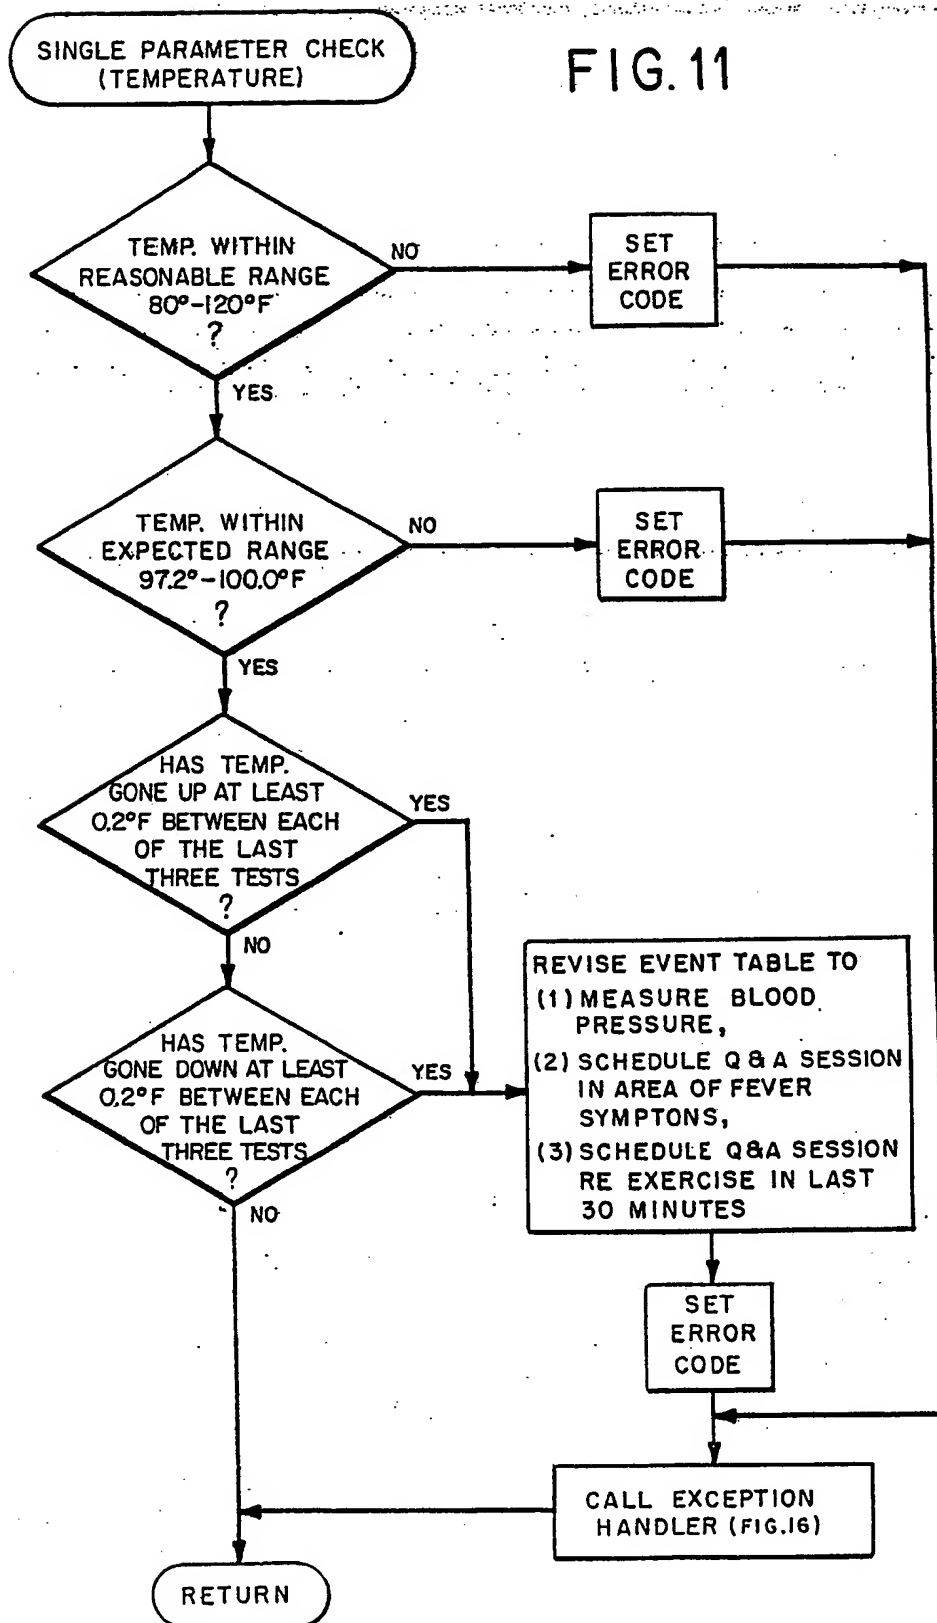 SINGLE PARAMETER CHECK
(TEMPERATURE)
FIG. 11
TEMP. WITHIN
REASONABLE RANGE
80°-120°F
?
NO
SET
ERROR
CODE
YES
TEMP. WITHIN
EXPECTED RANGE
97.2°-100.0°F
?
NO
SET
ERROR
CODE
YES
HAS TEMP.
GONE UP AT LEAST
0.2°F BETWEEN EACH
OF THE LAST
THREE TESTS
?
YES
NO
HAS TEMP.
GONE DOWN AT LEAST
0.2°F BETWEEN EACH
OF THE LAST
THREE TESTS
?
YES
NO
REVISE EVENT TABLE TO
(1) MEASURE BLOOD
PRESSURE,
(2) SCHEDULE Q & A SESSION
IN AREA OF FEVER
SYMPTONS,
(3) SCHEDULE Q&A SESSION
RE EXERCISE IN LAST
30 MINUTES
SET
ERROR
CODE
CALL EXCEPTION
HANDLER (FIG.16)
RETURN